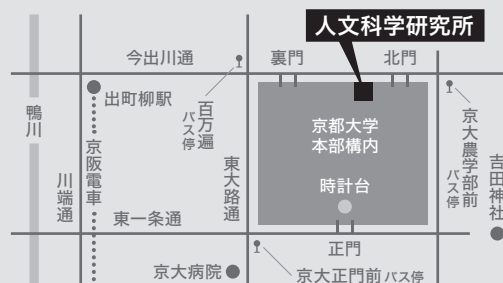 人文科学研究所
今出川通
裏門
北門
出町柳駅
百万遍
バス停
鴨川
京都大学
本部構内
京大農学部前
バス停
吉田神社
京阪電車
川端通
東大路通
時計台
東一条通
正門
京大病院
京大正門前バス停